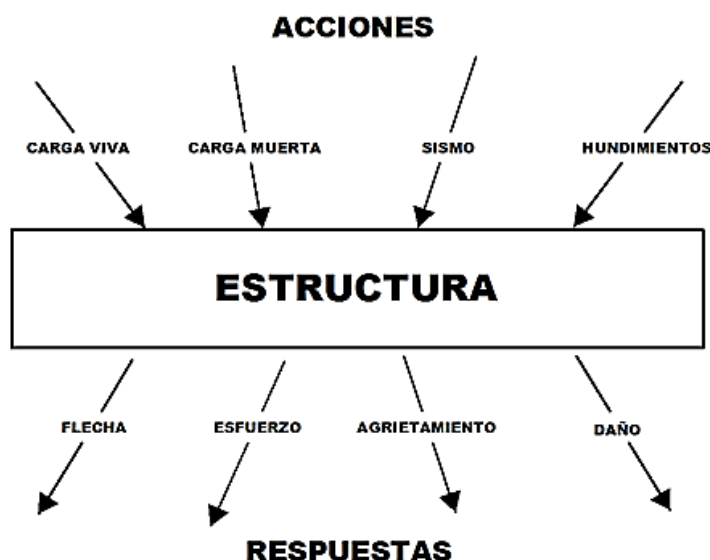 ACCIONES
CARGA VIVA
CARGA MUERTA
SISMO
HUNDIMIENTOS
ESTRUCTURA
FLECHA
ESFUERZO
AGRIETAMIENTO
DAÑO
RESPUESTAS